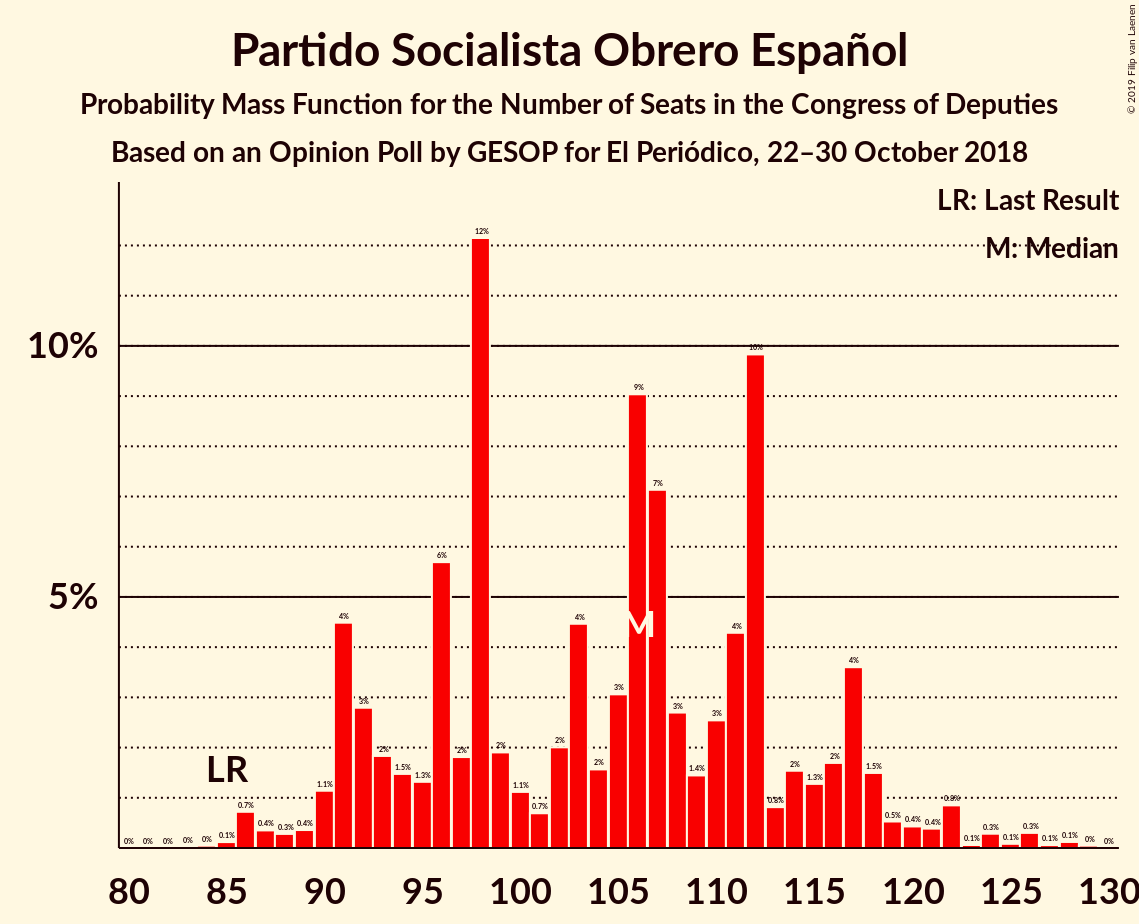 Partido Socialista Obrero Español
Probability Mass Function for the Number of Seats in the Congress of Deputies
Based on an Opinion Poll by GESOP for El Periódico, 22–30 October 2018
© 2019 Filip van Laenen
LR: Last Result
M: Median
10%
5%
0% 0% 0% 0% 0% 0.1% 0.7% 0.4% 0.3% 0.4% 1.1% 4% 3% 2% 1.5% 1.3% 6% 2% 12% 2% 1.1% 0.7% 2% 4% 2% 3% 9% 7% 3% 1.4% 3% 4% 10% 0.8% 2% 1.3% 2% 4% 1.5% 0.5% 0.4% 0.4% 0.8% 0.1% 0.3% 0.1% 0.3% 0.1% 0.1% 0% 0%
M
LR
80 85 90 95 100 105 110 115 120 125 130